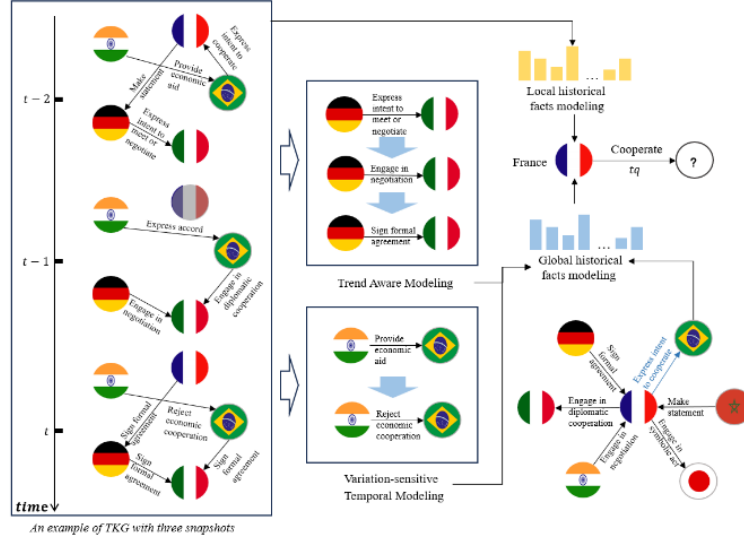 Express
intent to
cooperate
Provide
economic
aid
Make
statement
t-2
Express
intent to
meet or
negotiate
Express accord
t-1
Engage in
diplomatic
cooperation
Engage in
negotiation
Reject
economic
cooperation
Sign formal
agreement
t
Sign
formal
agreement
Sign
formal
agreement
time
An example of TKG with three snapshots
Express
intent to
meet or
negotiate
Engage in
negotiation
Sign formal
agreement
Trend Aware Modeling
Provide
economic
aid
Reject
economic
cooperation
Variation-sensitive
Temporal Modeling
...
Local historical
facts modeling
France
Cooperate
tq
?
...
Global historical
facts modeling
Sign
formal
agreement
Express intent
to cooperate
Engage in
diplomatic
cooperation
Make
statement
Engage in
negotiation
Engage in
symbolic act